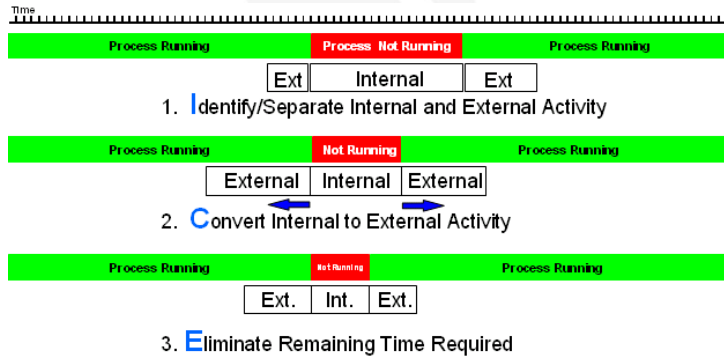 Time
Process Running Process Not Running Process Running
Ext Internal Ext
1. Identify/Separate Internal and External Activity
Process Running Not Running Process Running
External Internal External
2. Convert Internal to External Activity
Process Running Not Running Process Running
Ext. Int. Ext.
3. Eliminate Remaining Time Required